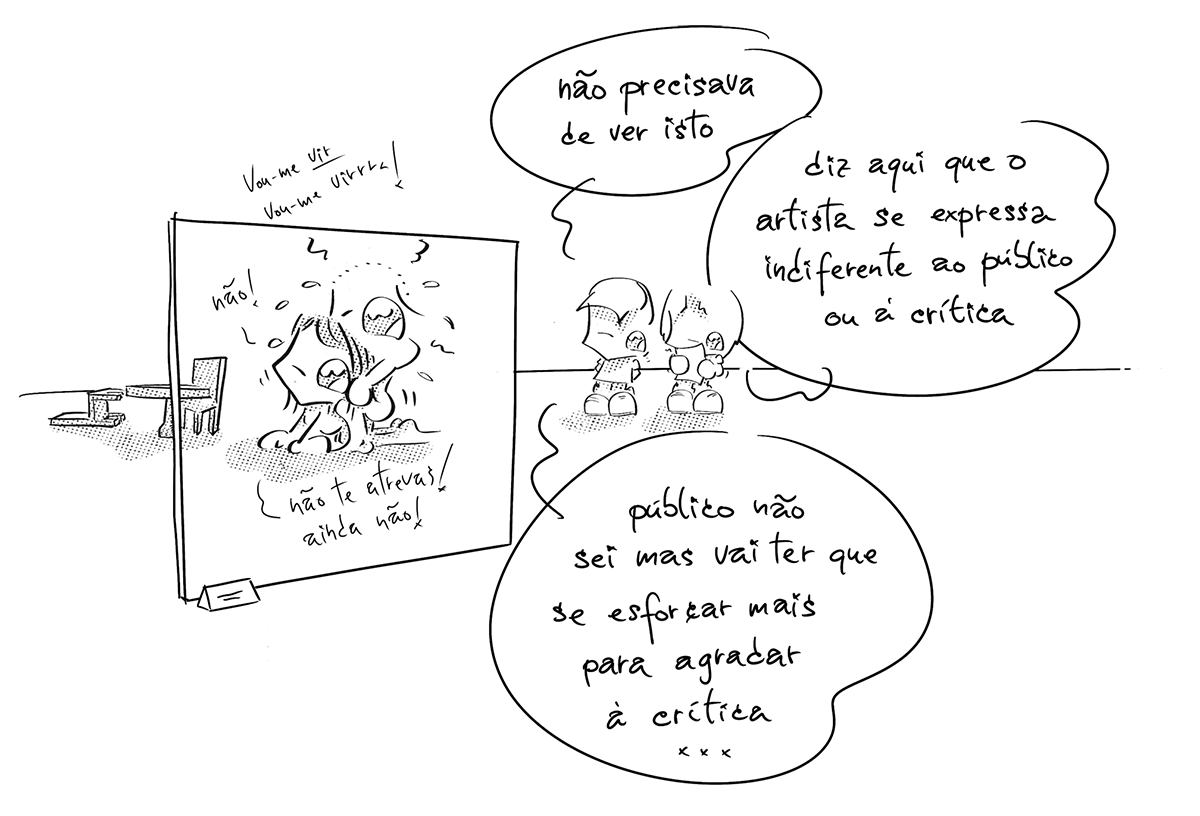 não precisava
de ver isto
diz aqui que o
artista se expressa
indiferente ao público
ou à crítica
Vou-me vir
Vou-me virrra!
não!
não te atrevas!
ainda não!
público não
sei mas vai ter que
se esforçar mais
para agradar
à crítica
x x x